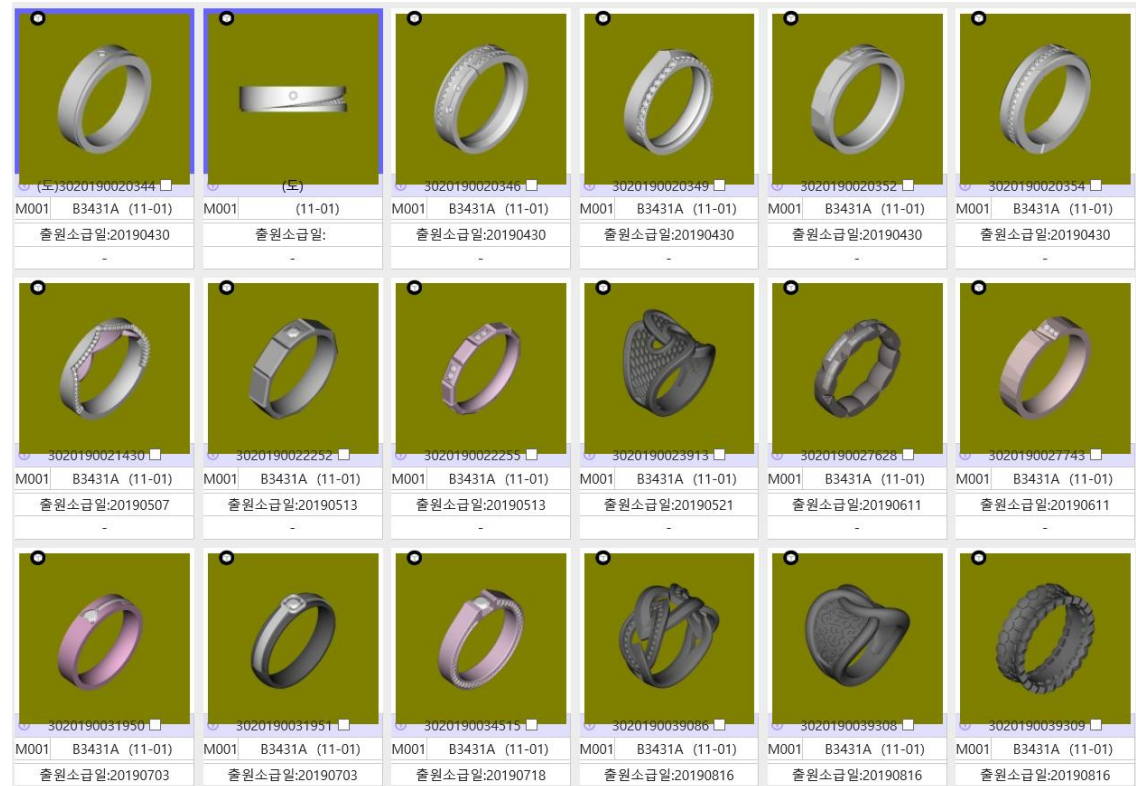 (도)3020190020344 (도) 3020190020346 3020190020349 3020190020352 3020190020354
M001 B3431A (11-01) M001 (11-01) M001 B3431A (11-01) M001 B3431A (11-01) M001 B3431A (11-01) M001 B3431A (11-01)
출원소급일:20190430 출원소급일: 출원소급일:20190430 출원소급일:20190430 출원소급일:20190430 출원소급일:20190430
- - - - - -
3020190021430 3020190022252 3020190022255 3020190023913 3020190027628 3020190027743
M001 B3431A (11-01) M001 B3431A (11-01) M001 B3431A (11-01) M001 B3431A (11-01) M001 B3431A (11-01) M001 B3431A (11-01)
출원소급일:20190507 출원소급일:20190513 출원소급일:20190513 출원소급일:20190521 출원소급일:20190611 출원소급일:20190611
- - - - - -
3020190031950 3020190031951 3020190034515 3020190039086 3020190039308 3020190039309
M001 B3431A (11-01) M001 B3431A (11-01) M001 B3431A (11-01) M001 B3431A (11-01) M001 B3431A (11-01) M001 B3431A (11-01)
출원소급일:20190703 출원소급일:20190703 출원소급일:20190718 출원소급일:20190816 출원소급일:20190816 출원소급일:20190816